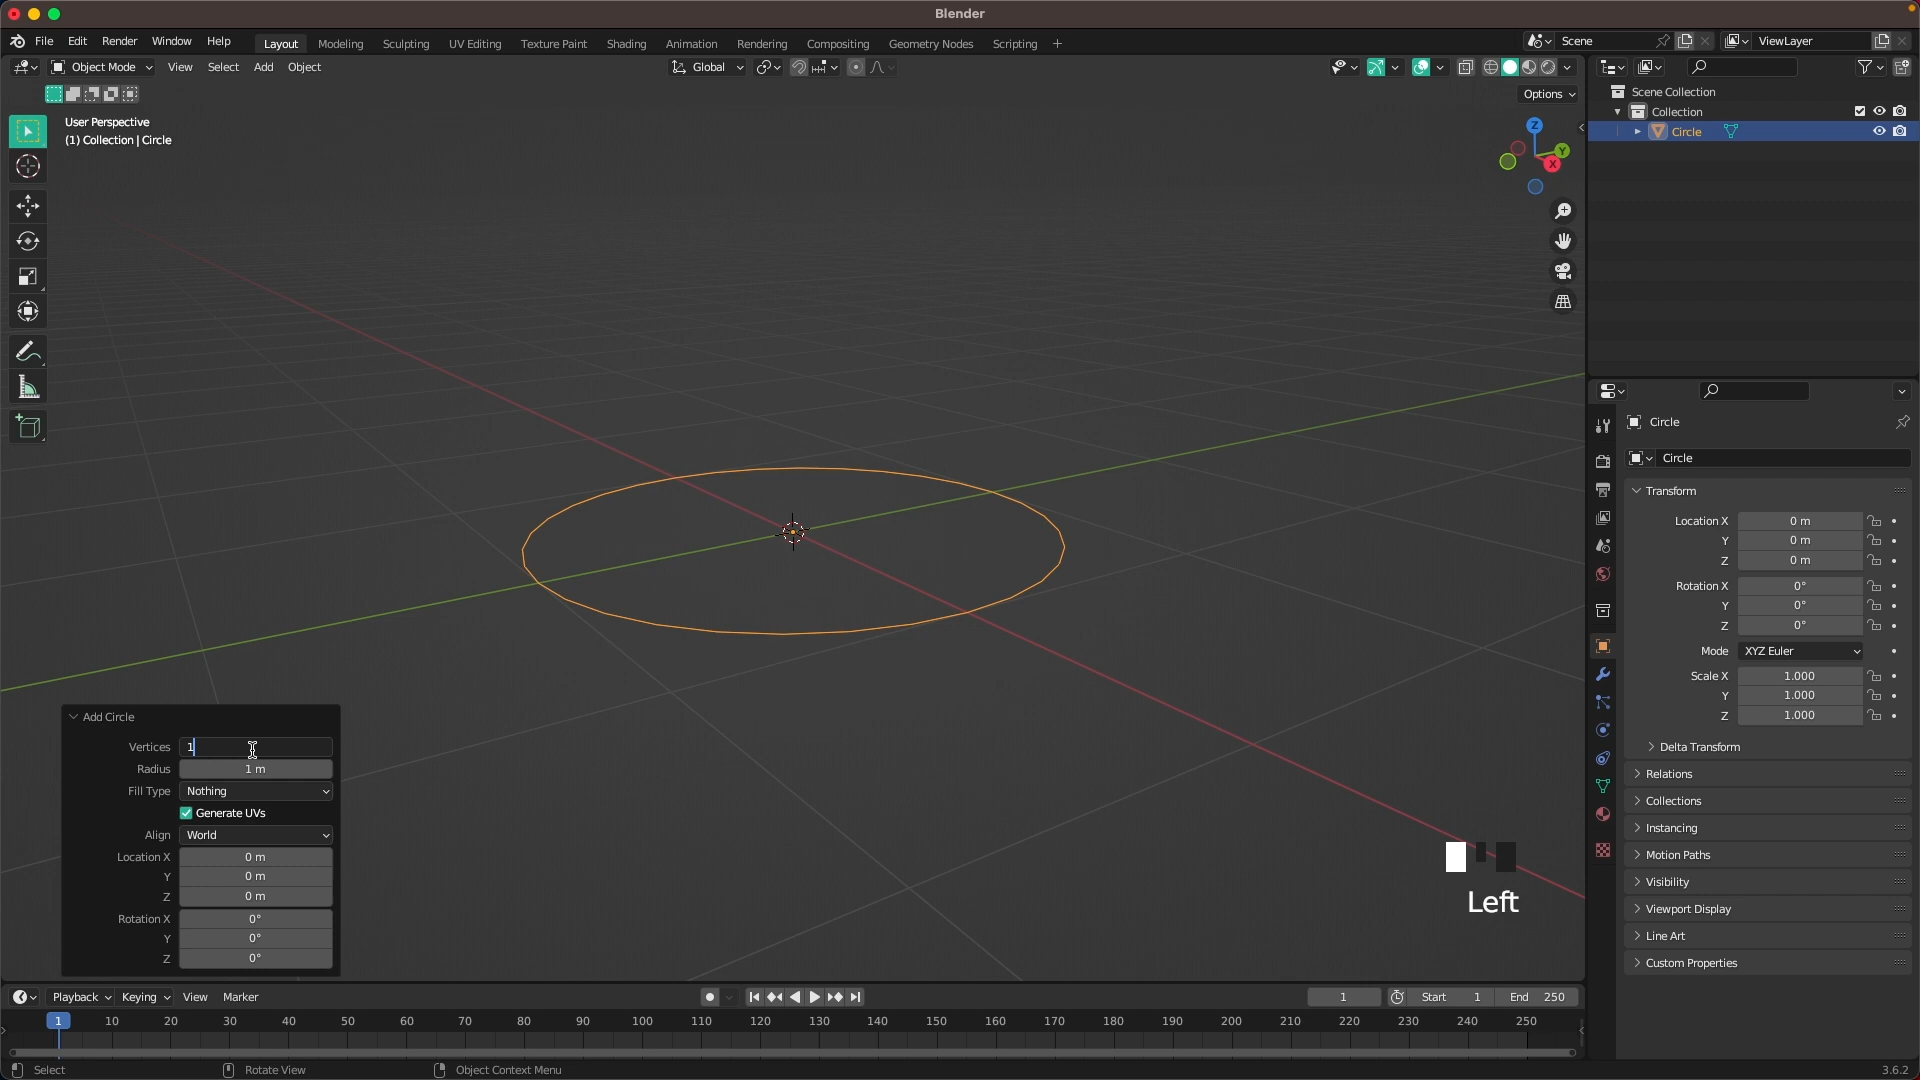 Blender
File Edit Render Window Help Layout Modeling Sculpting UV Editing Texture Paint Shading Animation Rendering Compositing Geometry Nodes Scripting + Scene ViewLayer
Object Mode View Select Add Object Global
Options
User Perspective
(1) Collection | Circle
Z
Y
X
Scene Collection
Collection
Circle
Circle
Circle
Transform
Location X 0 m
Y 0 m
Z 0 m
Rotation X 0°
Y 0°
Z 0°
Mode XYZ Euler
Scale X 1.000
Y 1.000
Z 1.000
Delta Transform
Relations
Collections
Instancing
Motion Paths
Visibility
Viewport Display
Line Art
Custom Properties
Add Circle
Vertices 1
Radius 1 m
Fill Type Nothing
Generate UVs
Align World
Location X 0 m
Y 0 m
Z 0 m
Rotation X 0°
Y 0°
Z 0°
Left
Playback Keying View Marker 1 Start 1 End 250
1 10 20 30 40 50 60 70 80 90 100 110 120 130 140 150 160 170 180 190 200 210 220 230 240 250
Select Rotate View Object Context Menu 3.6.2